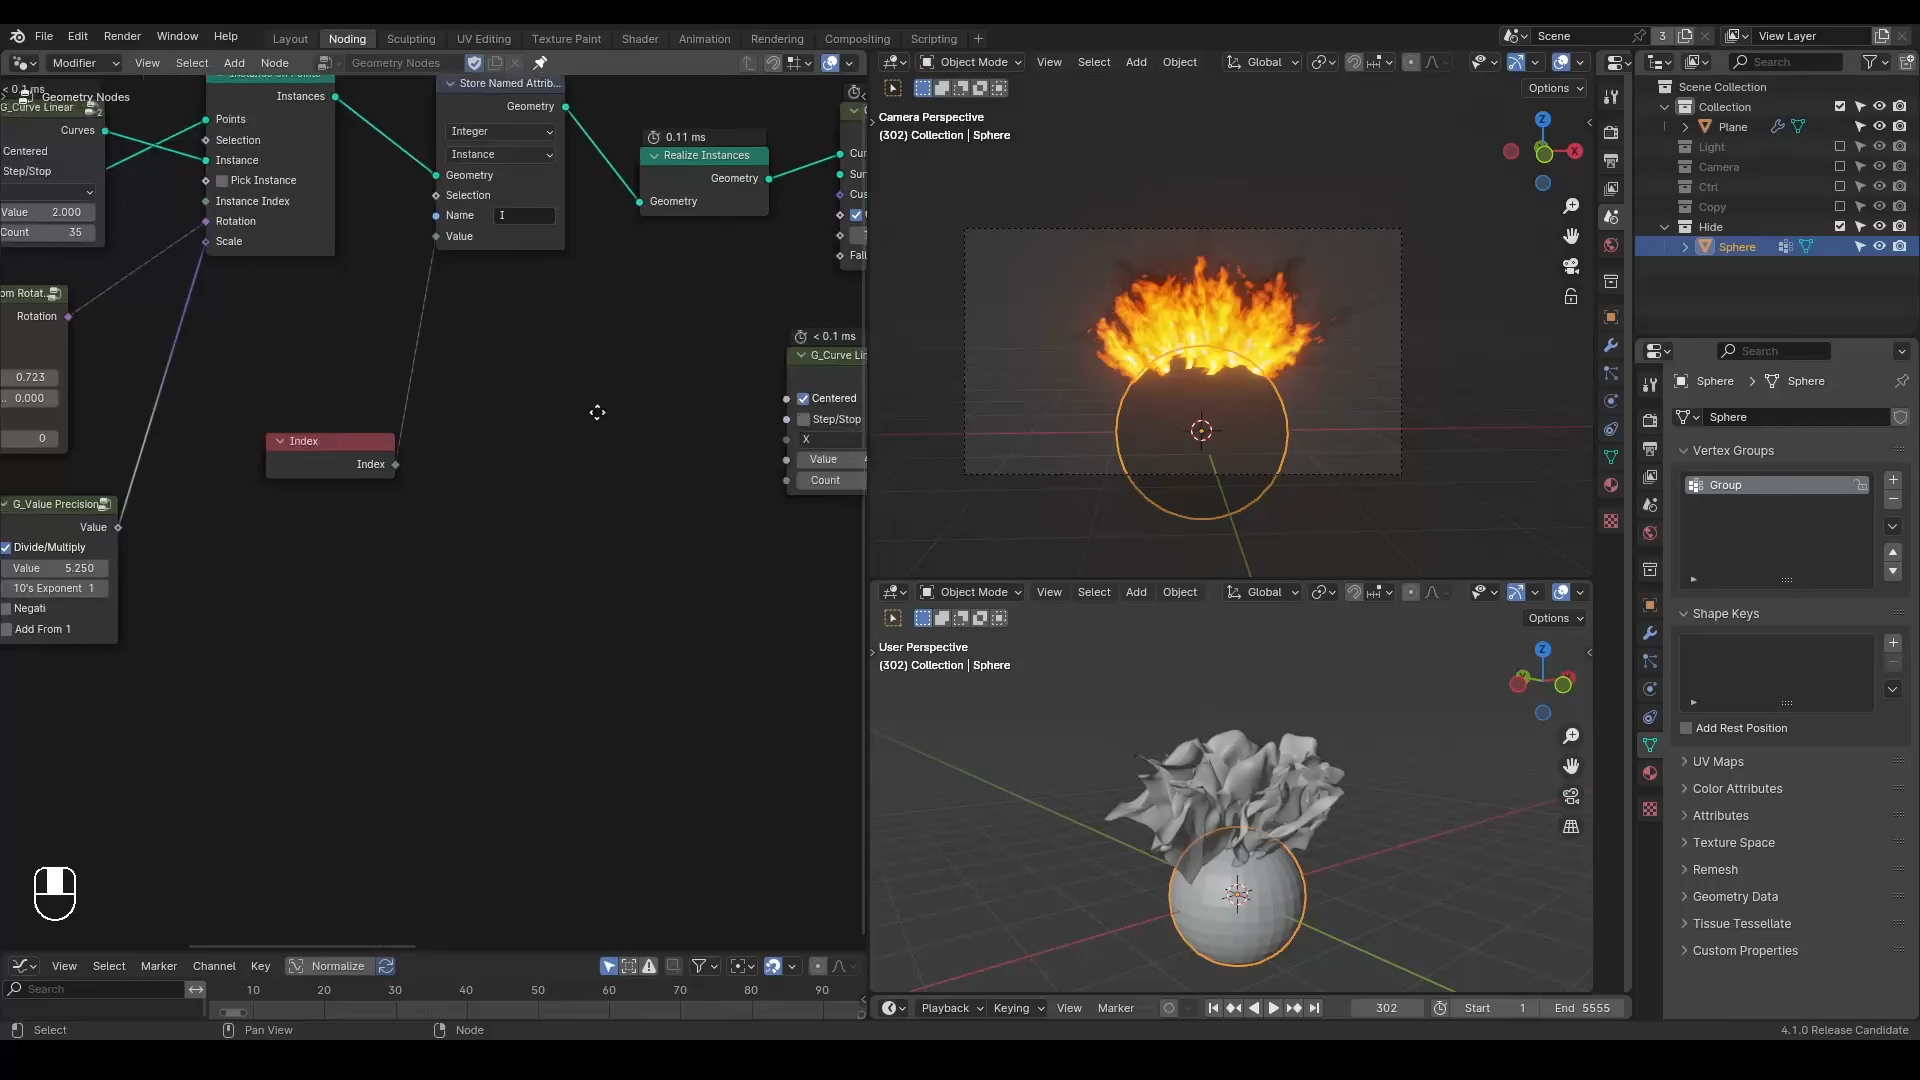 File Edit Render Window Help
Layout Noding Sculpting UV Editing Texture Paint Shader Animation Rendering Compositing Scripting +
Scene 3 View Layer
Modifier View Select Add Node Geometry Nodes
< 0.1 ms
Geometry Nodes
G_Curve Linear
Curves
Centered
Step/Stop
Value 2.000
Count 35
Instances
Points
Selection
Instance
Pick Instance
Instance Index
Rotation
Scale
Store Named Attrib...
Geometry
Integer
Instance
Geometry
Selection
Name I
Value
0.11 ms
Realize Instances
Geometry
Geometry
om Rotat...
Rotation
0.723
0.000
0
Index
Index
G_Value Precision
Value
Divide/Multiply
Value 5.250
10's Exponent 1
Negati
Add From 1
< 0.1 ms
G_Curve Lin
Centered
Step/Stop
X
Value
Count
View Select Marker Channel Key Normalize
Search
10 20 30 40 50 60 70 80 90
Select Pan View Node
Object Mode View Select Add Object Global
Options
Camera Perspective
(302) Collection | Sphere
Z
X
Object Mode View Select Add Object Global
Options
User Perspective
(302) Collection | Sphere
Z
Playback Keying View Marker 302 Start 1 End 5555
Search
Scene Collection
Collection
Plane
Light
Camera
Ctrl
Copy
Hide
Sphere
Search
Sphere > Sphere
Sphere
Vertex Groups
Group
Shape Keys
Add Rest Position
UV Maps
Color Attributes
Attributes
Texture Space
Remesh
Geometry Data
Tissue Tessellate
Custom Properties
4.1.0 Release Candidate